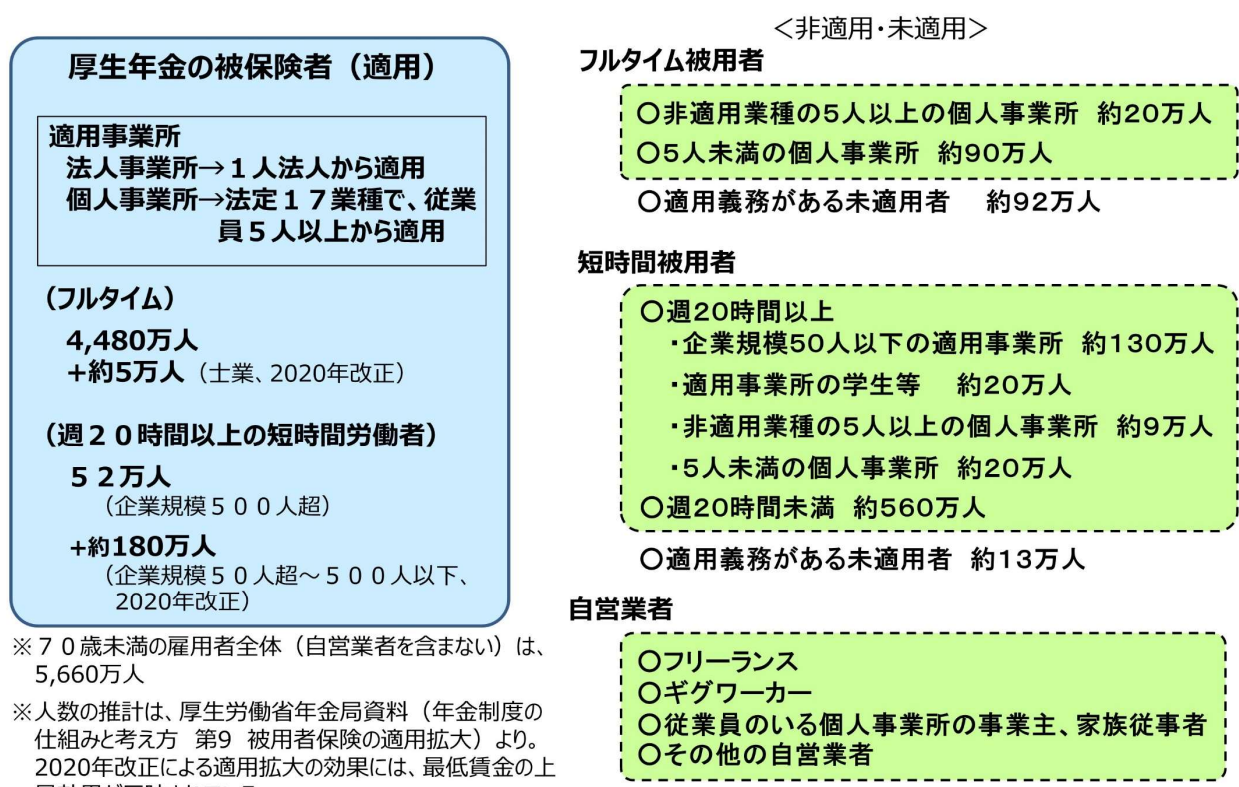 厚生年金の被保険者（適用）
適用事業所
法人事業所→１人法人から適用
個人事業所→法定１７業種で、従業
員５人以上から適用
（フルタイム）
4,480万人
+約5万人（士業、2020年改正）
（週２０時間以上の短時間労働者）
５２万人
（企業規模５００人超）
+約180万人
（企業規模５０人超～５００人以下、
2020年改正）
※７０歳未満の雇用者全体（自営業者を含まない）は、
5,660万人
※人数の推計は、厚生労働省年金局資料（年金制度の
仕組みと考え方　第9　被用者保険の適用拡大）より。
2020年改正による適用拡大の効果には、最低賃金の上
＜非適用・未適用＞
フルタイム被用者
〇非適用業種の5人以上の個人事業所　約20万人
〇5人未満の個人事業所　約90万人
〇適用義務がある未適用者　約92万人
短時間被用者
〇週20時間以上
・企業規模50人以下の適用事業所　約130万人
・適用事業所の学生等　約20万人
・非適用業種の5人以上の個人事業所　約9万人
・5人未満の個人事業所　約20万人
〇週20時間未満　約560万人
〇適用義務がある未適用者　約13万人
自営業者
〇フリーランス
〇ギグワーカー
〇従業員のいる個人事業所の事業主、家族従事者
〇その他の自営業者